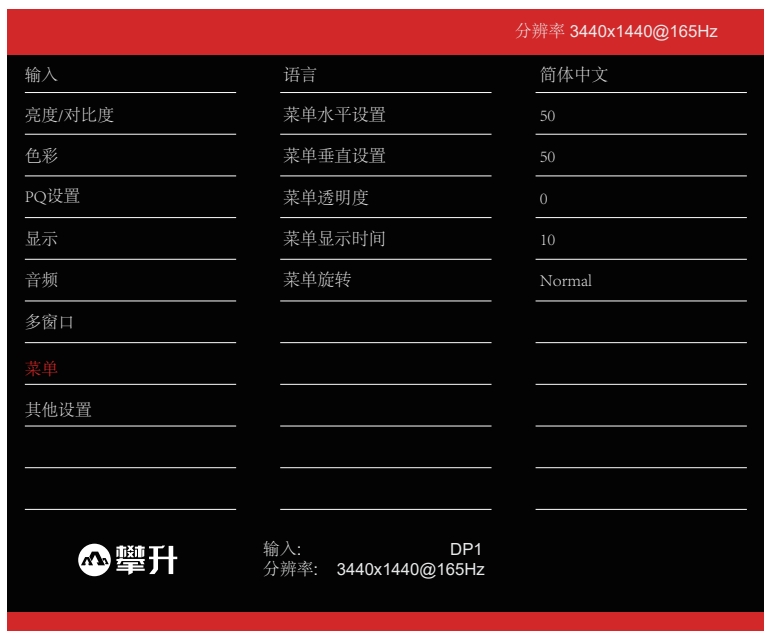 分辨率 3440x1440@165Hz
输入 语言 简体中文
亮度/对比度 菜单水平设置 50
色彩 菜单垂直设置 50
PQ设置 菜单透明度 0
显示 菜单显示时间 10
音频 菜单旋转 Normal
多窗口
菜单
其他设置
攀升
输入: DP1
分辨率: 3440x1440@165Hz